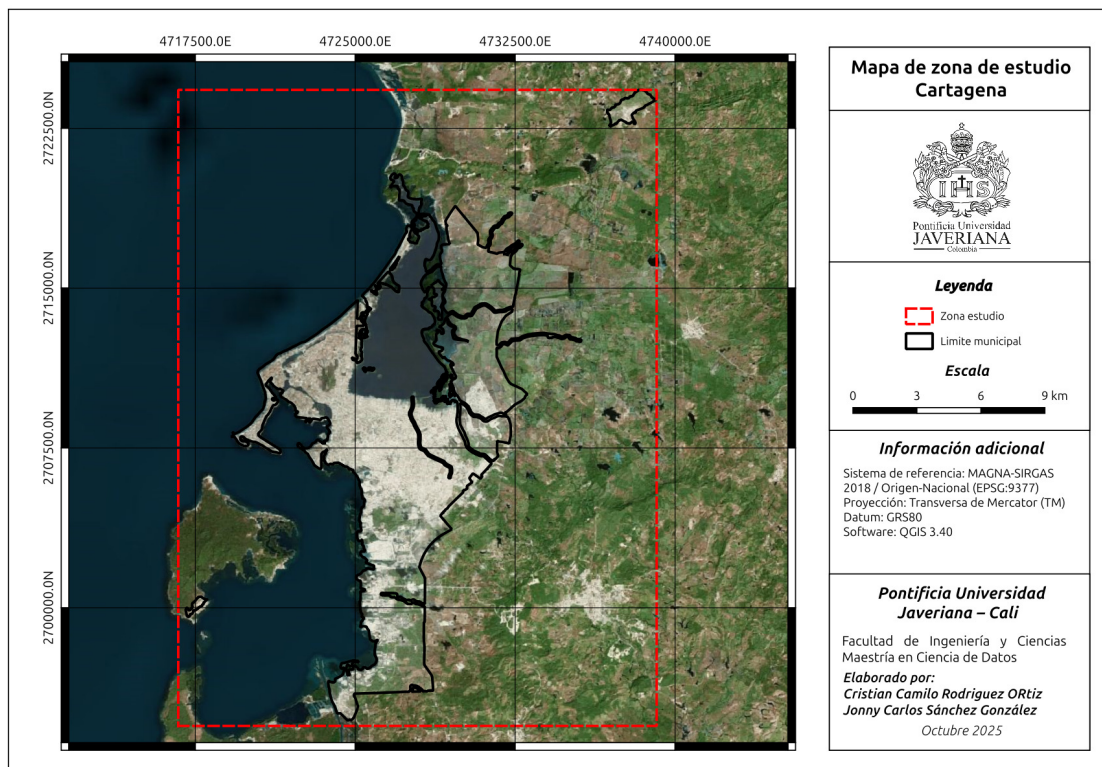 4717500.0E 4725000.0E 4732500.0E 4740000.0E
2722500.0N
2715000.0N
2707500.0N
2700000.0N
Mapa de zona de estudio
Cartagena
IHS
Pontificia Universidad
JAVERIANA
Colombia
Leyenda
Zona estudio
Limite municipal
Escala
0 3 6 9 km
Información adicional
Sistema de referencia: MAGNA-SIRGAS
2018 / Origen-Nacional (EPSG:9377)
Proyección: Transversa de Mercator (TM)
Datum: GRS80
Software: QGIS 3.40
Pontificia Universidad
Javeriana – Cali
Facultad de Ingeniería y Ciencias
Maestría en Ciencia de Datos
Elaborado por:
Cristian Camilo Rodriguez ORtiz
Jonny Carlos Sánchez González
Octubre 2025